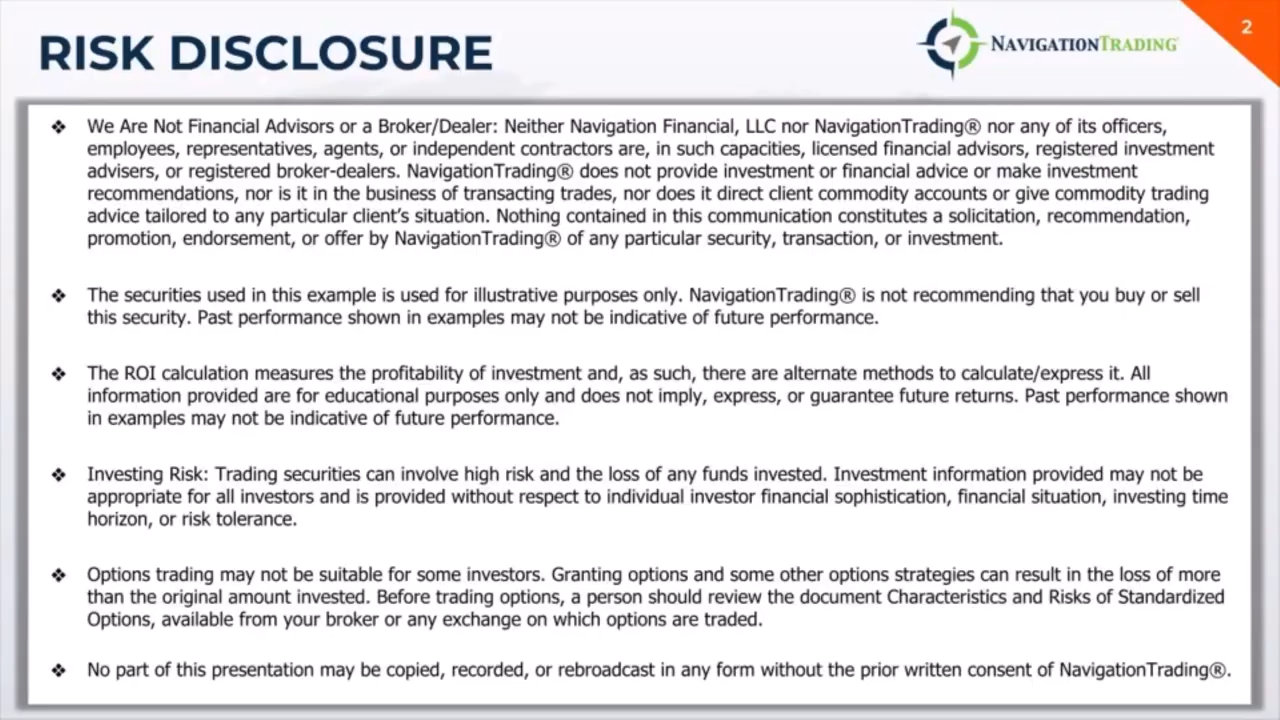 2
RISK DISCLOSURE
NAVIGATIONTRADING®
❖ We Are Not Financial Advisors or a Broker/Dealer: Neither Navigation Financial, LLC nor NavigationTrading® nor any of its officers,
employees, representatives, agents, or independent contractors are, in such capacities, licensed financial advisors, registered investment
advisers, or registered broker-dealers. NavigationTrading® does not provide investment or financial advice or make investment
recommendations, nor is it in the business of transacting trades, nor does it direct client commodity accounts or give commodity trading
advice tailored to any particular client's situation. Nothing contained in this communication constitutes a solicitation, recommendation,
promotion, endorsement, or offer by NavigationTrading® of any particular security, transaction, or investment.
❖ The securities used in this example is used for illustrative purposes only. NavigationTrading® is not recommending that you buy or sell
this security. Past performance shown in examples may not be indicative of future performance.
❖ The ROI calculation measures the profitability of investment and, as such, there are alternate methods to calculate/express it. All
information provided are for educational purposes only and does not imply, express, or guarantee future returns. Past performance shown
in examples may not be indicative of future performance.
❖ Investing Risk: Trading securities can involve high risk and the loss of any funds invested. Investment information provided may not be
appropriate for all investors and is provided without respect to individual investor financial sophistication, financial situation, investing time
horizon, or risk tolerance.
❖ Options trading may not be suitable for some investors. Granting options and some other options strategies can result in the loss of more
than the original amount invested. Before trading options, a person should review the document Characteristics and Risks of Standardized
Options, available from your broker or any exchange on which options are traded.
❖ No part of this presentation may be copied, recorded, or rebroadcast in any form without the prior written consent of NavigationTrading®.